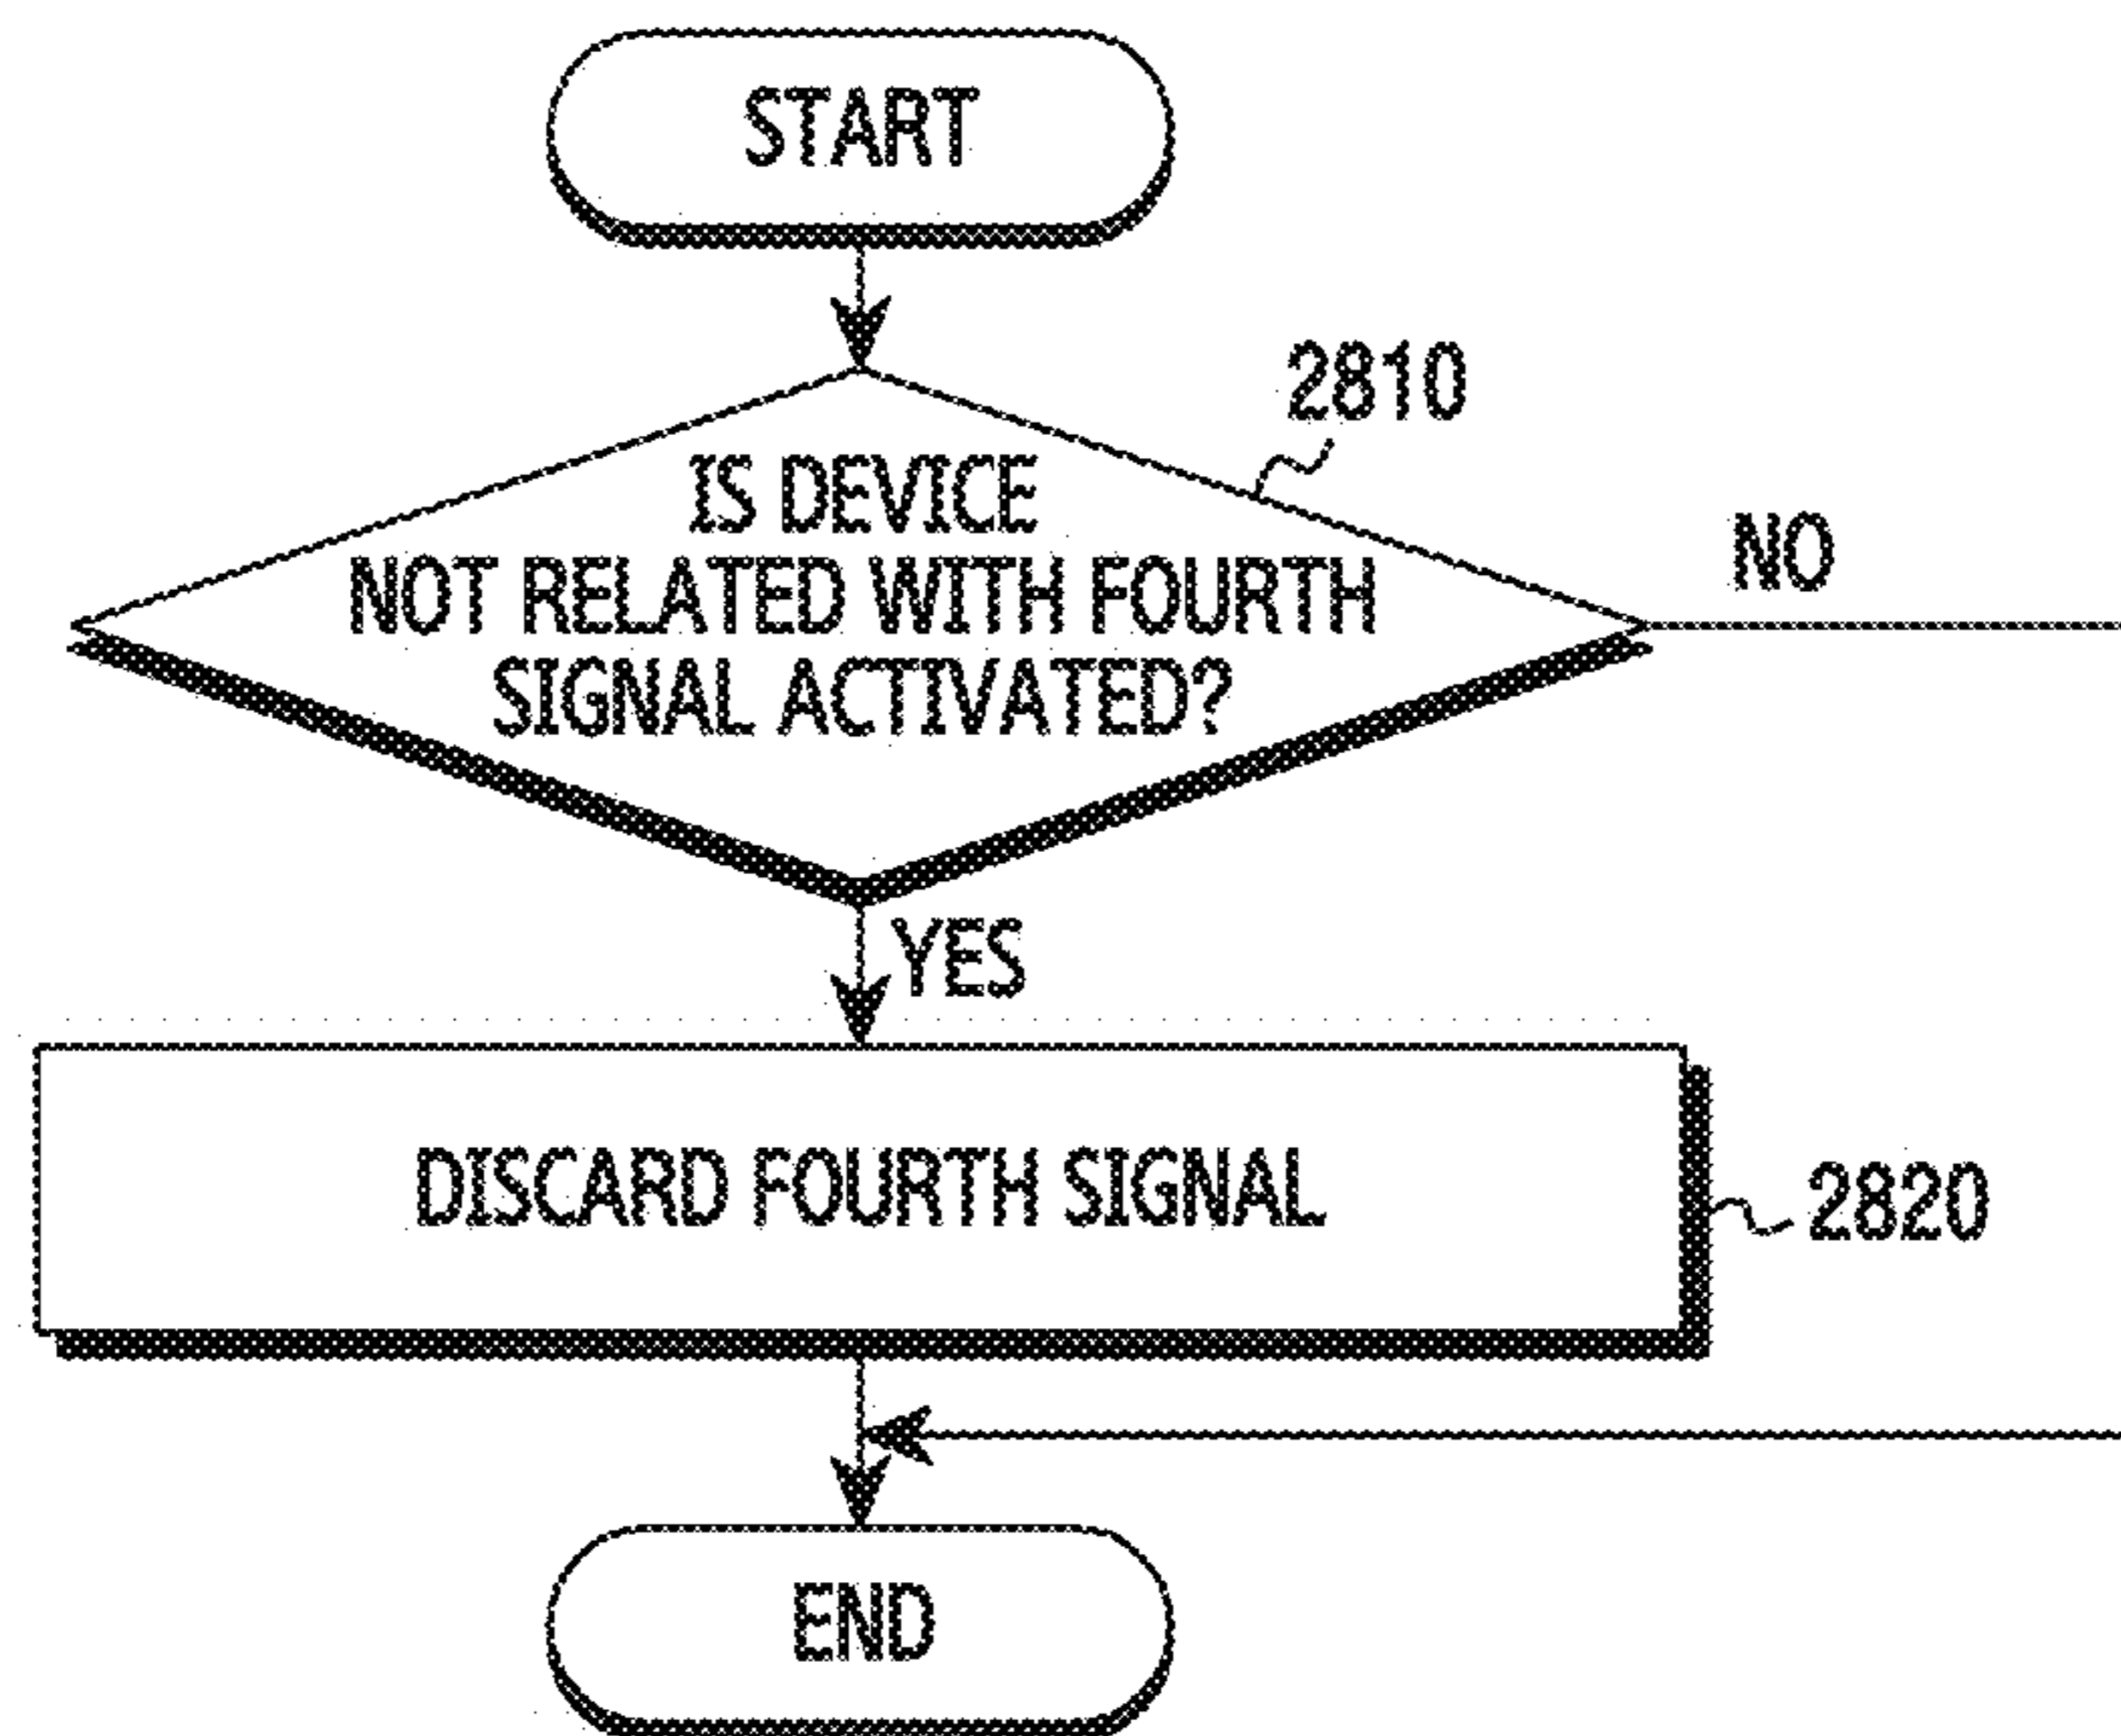 START
2810
IS DEVICE
NOT RELATED WITH FOURTH
SIGNAL ACTIVATED?
NO
YES
DISCARD FOURTH SIGNAL
2820
END